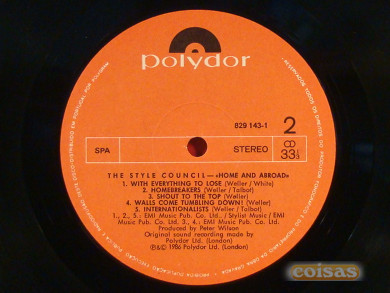 polydor
829 143-1
2
SPA
STEREO
33⅓
THE STYLE COUNCIL—«HOME AND ABROAD»
1. WITH EVERYTHING TO LOSE (Weller / White)
2. HOMEBREAKERS (Weller / Talbot)
3. SHOUT TO THE TOP (Weller)
4. WALLS COME TUMBLING DOWN! (Weller)
5. INTERNATIONALISTS (Weller / Talbot)
1., 2., 5.: EMI Music Pub. Co. Ltd. / Stylist Music / EMI
Music Pub. Co. Ltd. 3., 4.: EMI Music Pub. Co. Ltd.
Produced by Peter Wilson
Original sound recording made by
Polydor Ltd. (London)
℗&© 1986 Polydor Ltd. (London)
coisas